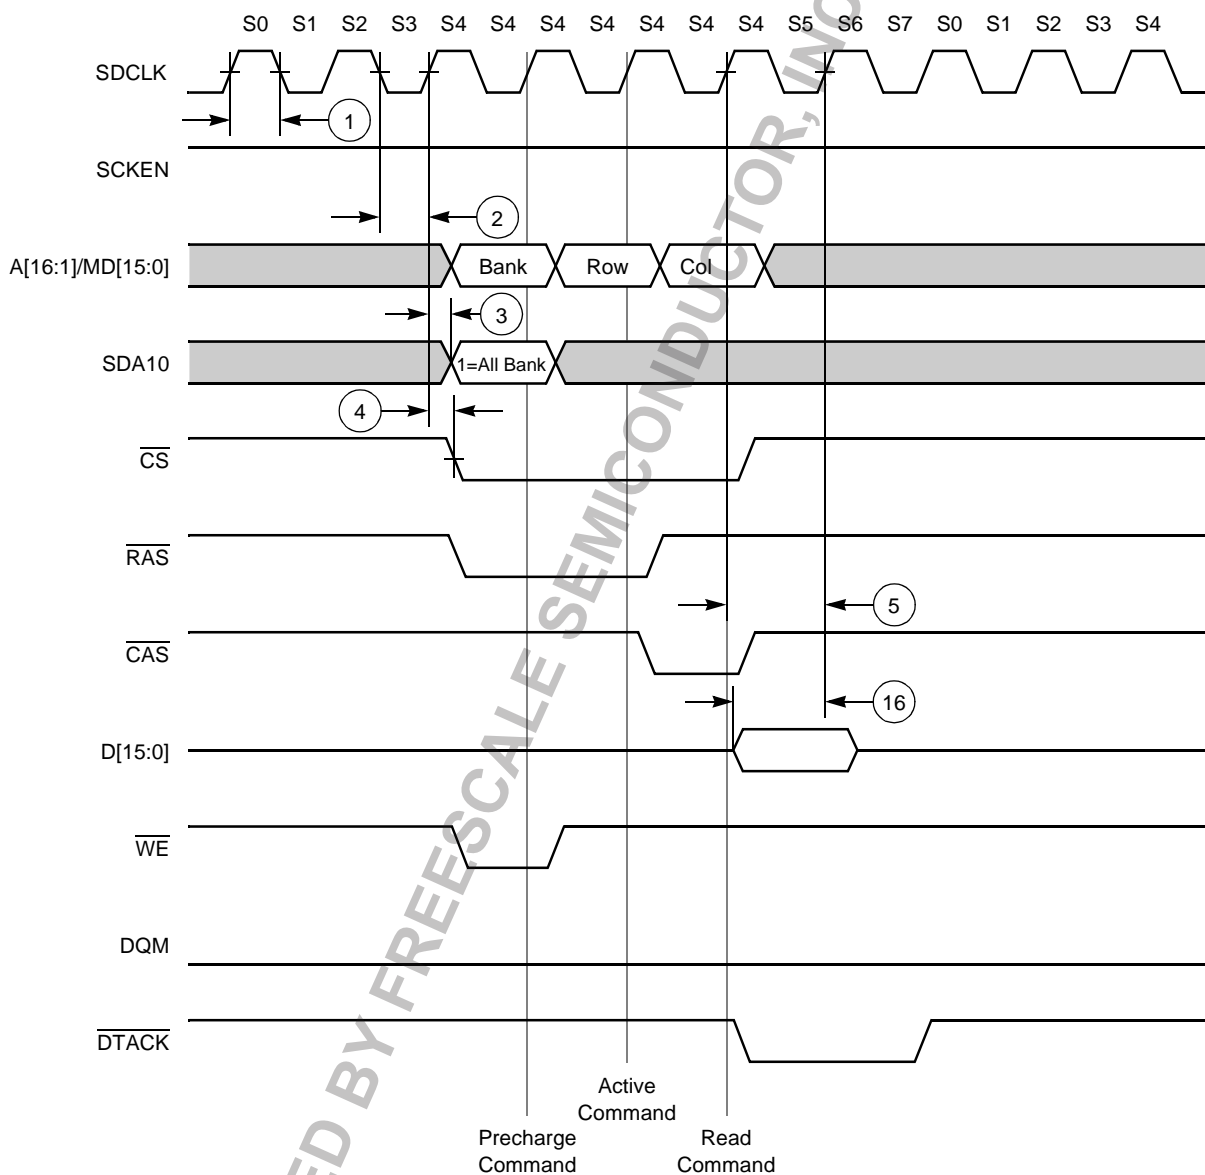 S0 S1 S2 S3 S4 S4 S4 S4 S4 S4 S4 S5 S6 S7 S0 S1 S2 S3 S4
SDCLK
1
SCKEN
2
A[16:1]/MD[15:0] Bank Row Col
3
SDA10 1=All Bank
4
CS
RAS
5
CAS
16
D[15:0]
WE
DQM
DTACK
Active
Command
Precharge
Command
Read
Command
ED BY FREESCALE SEMICONDUCTOR, INC